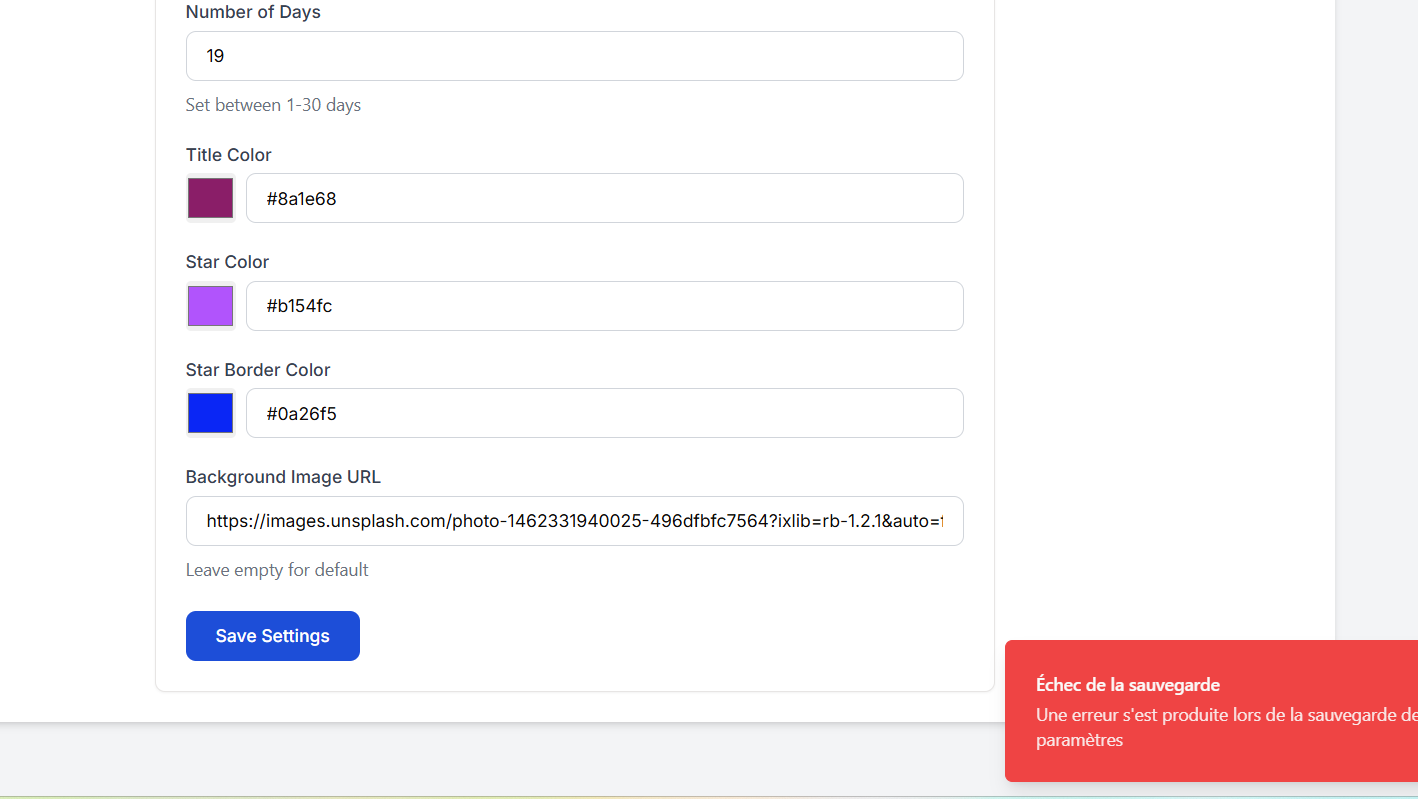 Number of Days
19
Set between 1-30 days
Title Color
#8a1e68
Star Color
#b154fc
Star Border Color
#0a26f5
Background Image URL
https://images.unsplash.com/photo-1462331940025-496dfbfc7564?ixlib=rb-1.2.1&auto=f
Leave empty for default
Save Settings
Échec de la sauvegarde
Une erreur s'est produite lors de la sauvegarde de
paramètres